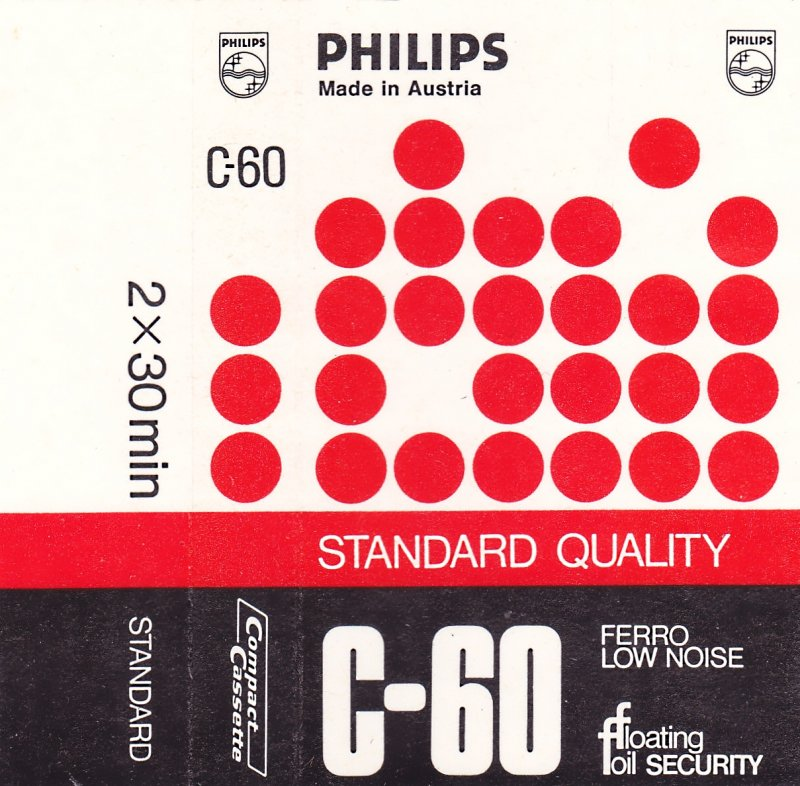 PHILIPS
PHILIPS
Made in Austria
PHILIPS
C-60
2×30min
STANDARD QUALITY
STANDARD
Compact
Cassette
C-60
FERRO
LOW NOISE
floating
foil SECURITY